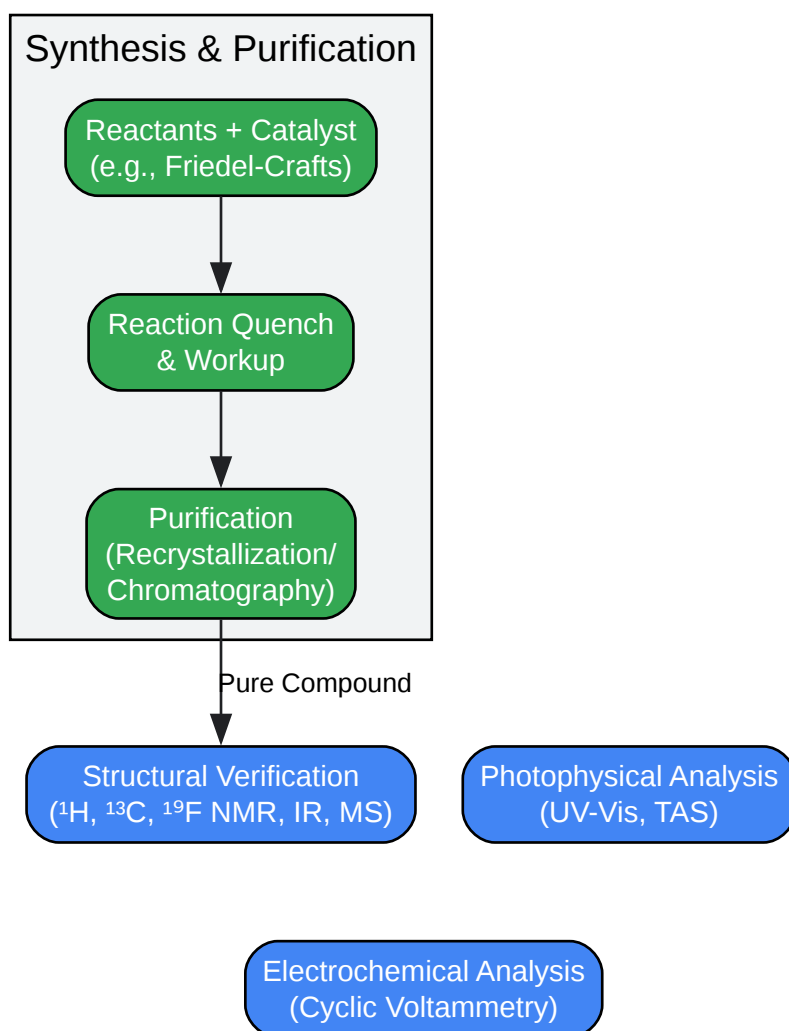 Synthesis & Purification
Reactants + Catalyst
(e.g., Friedel-Crafts)
Reaction Quench
& Workup
Purification
(Recrystallization/
Chromatography)
Pure Compound
Structural Verification
(¹H, ¹³C, ¹⁹F NMR, IR, MS)
Photophysical Analysis
(UV-Vis, TAS)
Electrochemical Analysis
(Cyclic Voltammetry)